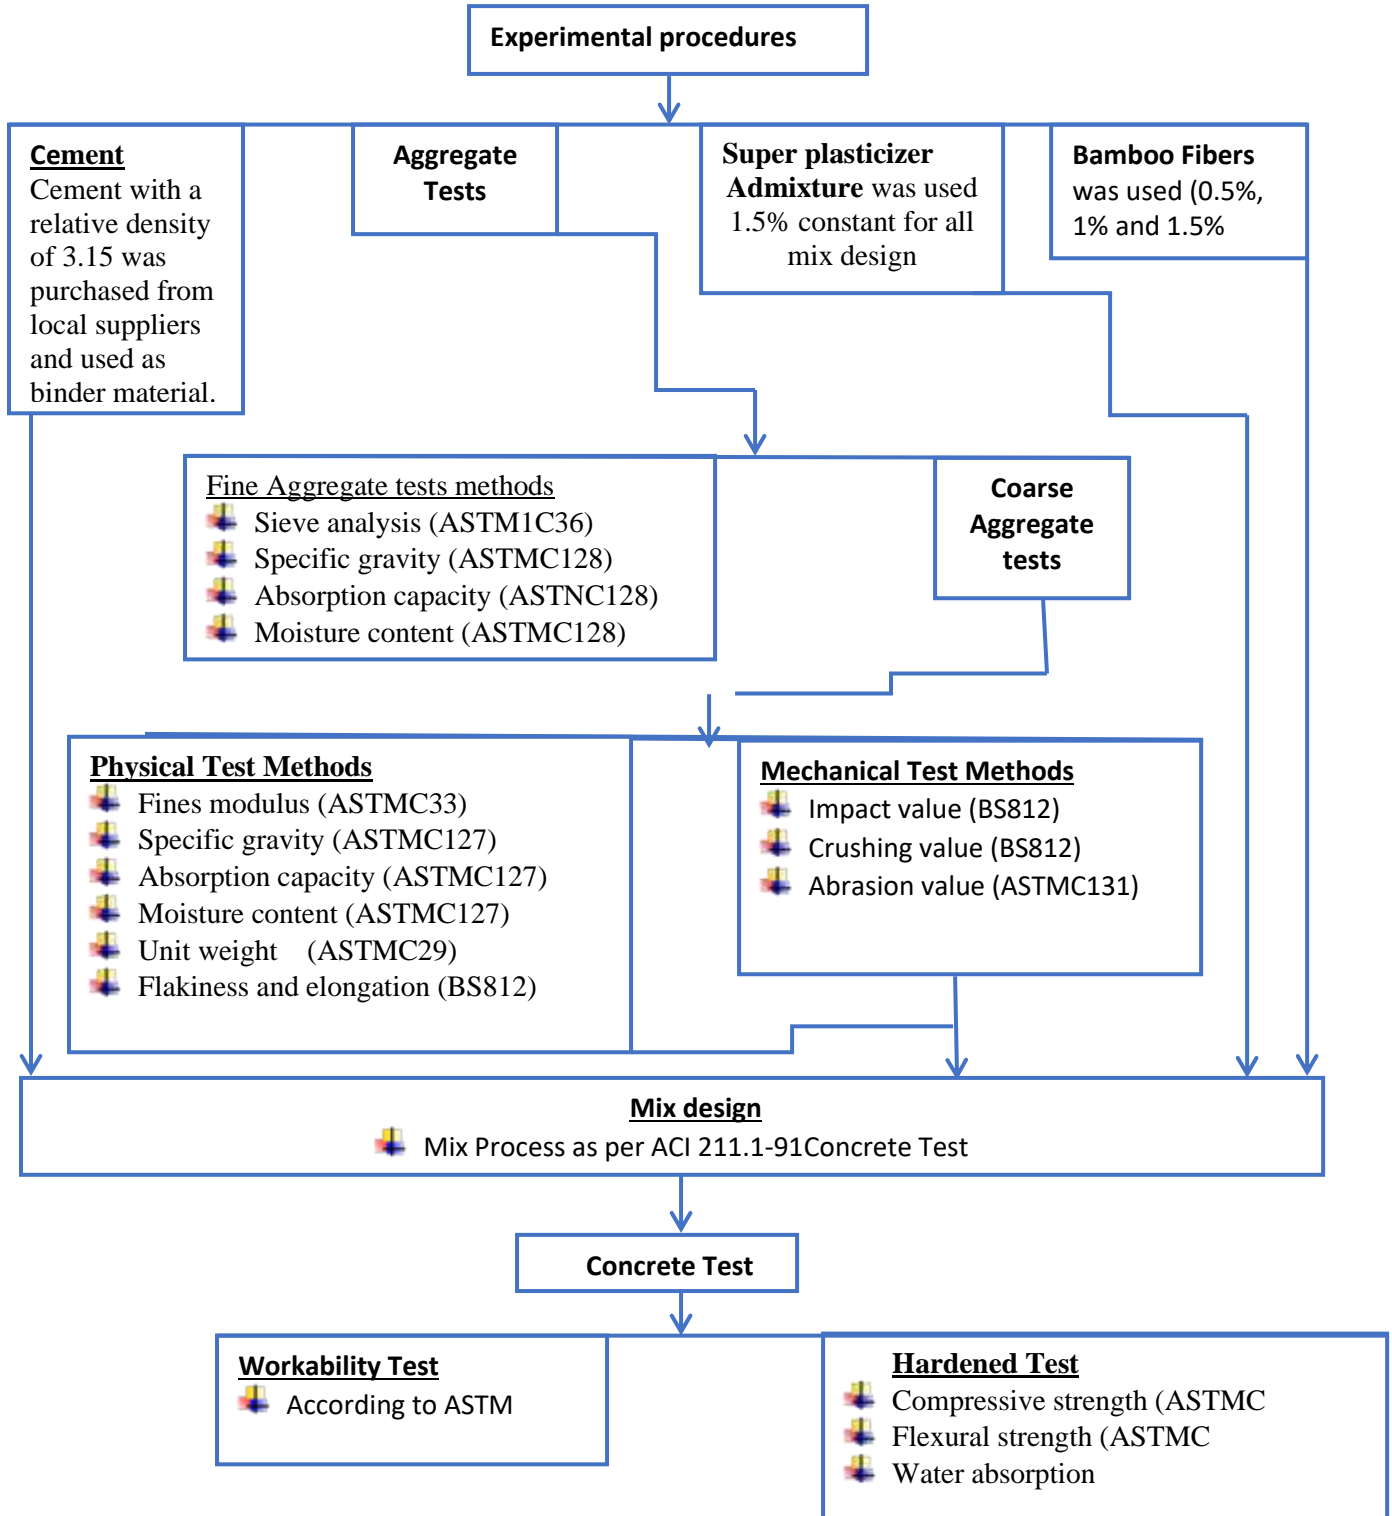 Experimental procedures
Cement
Cement with a
relative density
of 3.15 was
purchased from
local suppliers
and used as
binder material.
Aggregate
Tests
Super plasticizer
Admixture was used
1.5% constant for all
mix design
Bamboo Fibers
was used (0.5%,
1% and 1.5%
Fine Aggregate tests methods
Sieve analysis (ASTM1C36)
Specific gravity (ASTMC128)
Absorption capacity (ASTNC128)
Moisture content (ASTMC128)
Coarse
Aggregate
tests
Physical Test Methods
Fines modulus (ASTMC33)
Specific gravity (ASTMC127)
Absorption capacity (ASTMC127)
Moisture content (ASTMC127)
Unit weight (ASTMC29)
Flakiness and elongation (BS812)
Mechanical Test Methods
Impact value (BS812)
Crushing value (BS812)
Abrasion value (ASTMC131)
Mix design
Mix Process as per ACI 211.1-91Concrete Test
Concrete Test
Workability Test
According to ASTM
Hardened Test
Compressive strength (ASTMC
Flexural strength (ASTMC
Water absorption